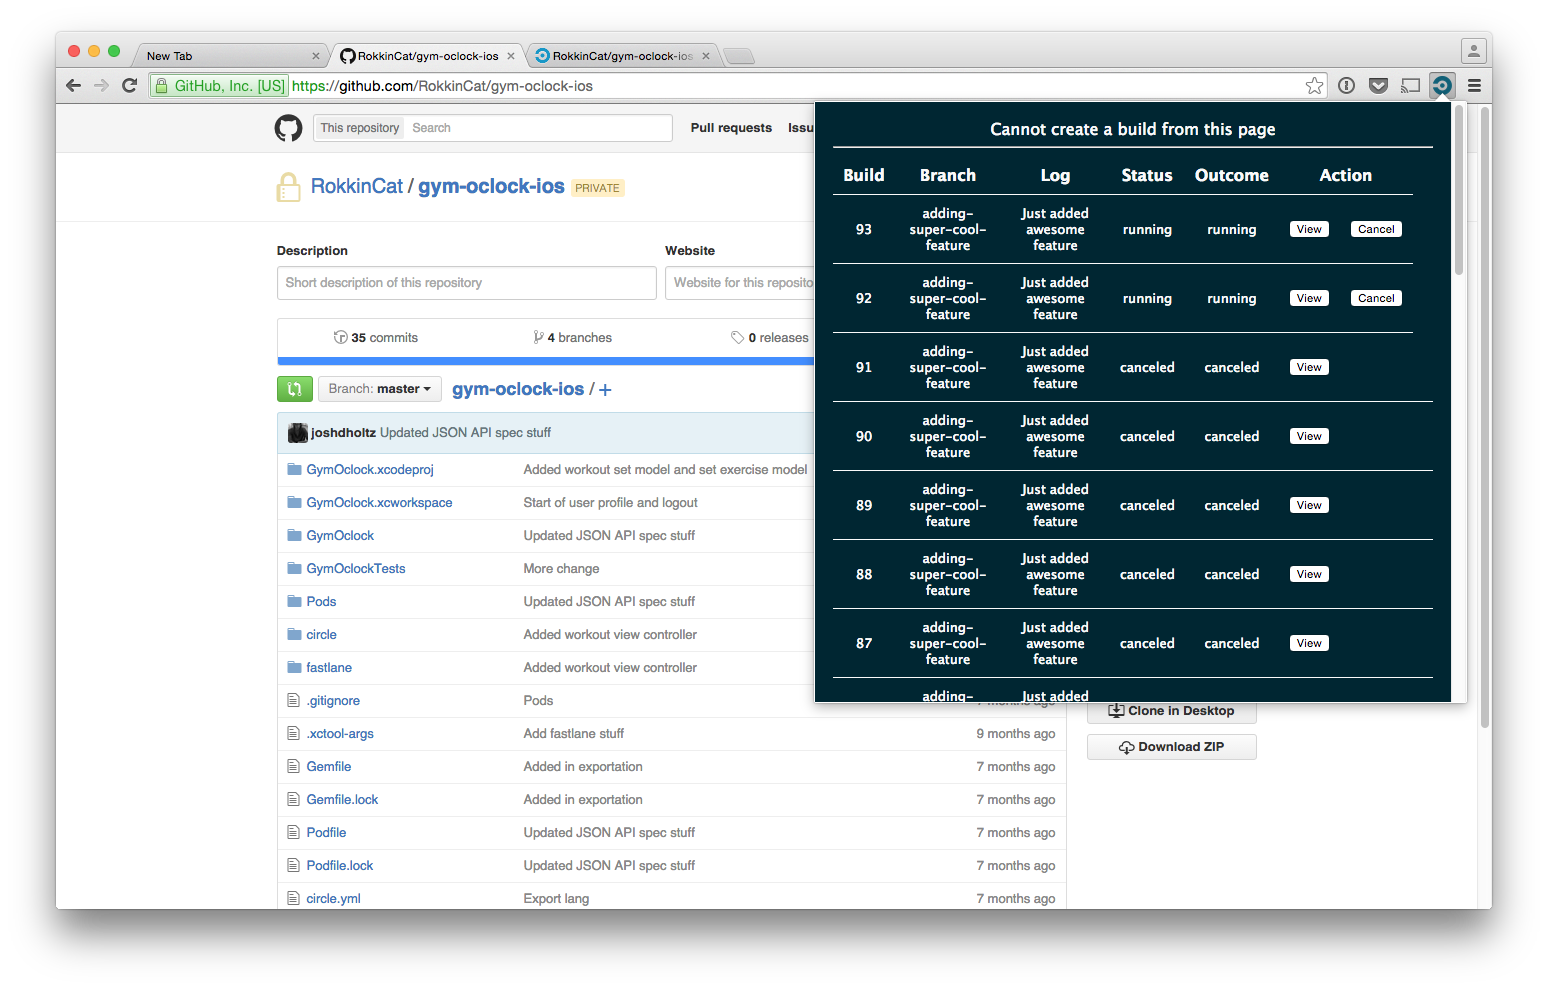 New Tab
RokkinCat/gym-oclock-ios
RokkinCat/gym-oclock-ios
GitHub, Inc. [US] https://github.com/RokkinCat/gym-oclock-ios
This repository Search Pull requests Issu
RokkinCat / gym-oclock-ios PRIVATE
Description Website
Short description of this repository Website for this reposito
35 commits 4 branches 0 releases
Branch: master gym-oclock-ios / +
joshdholtz Updated JSON API spec stuff
GymOclock.xcodeproj Added workout set model and set exercise model
GymOclock.xcworkspace Start of user profile and logout
GymOclock Updated JSON API spec stuff
GymOclockTests More change
Pods Updated JSON API spec stuff
circle Added workout view controller
fastlane Added workout view controller
.gitignore Pods 7 months ago
.xctool-args Add fastlane stuff 9 months ago
Gemfile Added in exportation 7 months ago
Gemfile.lock Added in exportation 7 months ago
Podfile Updated JSON API spec stuff 7 months ago
Podfile.lock Updated JSON API spec stuff 7 months ago
circle.yml Export lang 7 months ago
Cannot create a build from this page
Build Branch Log Status Outcome Action
93 adding-super-cool-feature Just added awesome feature running running View Cancel
92 adding-super-cool-feature Just added awesome feature running running View Cancel
91 adding-super-cool-feature Just added awesome feature canceled canceled View
90 adding-super-cool-feature Just added awesome feature canceled canceled View
89 adding-super-cool-feature Just added awesome feature canceled canceled View
88 adding-super-cool-feature Just added awesome feature canceled canceled View
87 adding-super-cool-feature Just added awesome feature canceled canceled View
adding- Just added
Clone in Desktop
Download ZIP